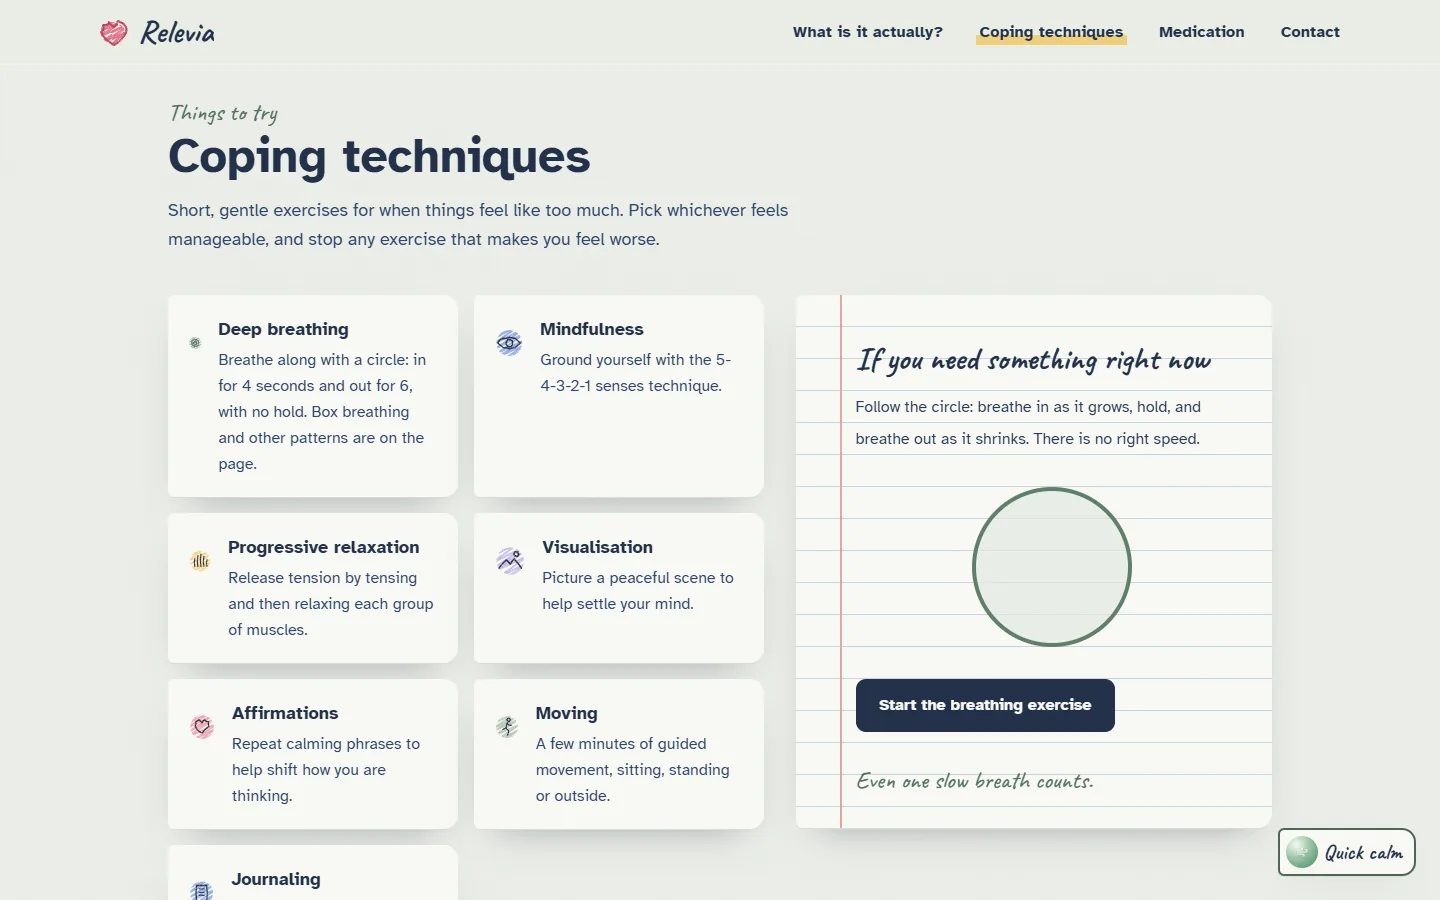 Relevia
What is it actually?
Coping techniques
Medication
Contact
Things to try
Coping techniques
Short, gentle exercises for when things feel like too much. Pick whichever feels
manageable, and stop any exercise that makes you feel worse.
Deep breathing
Breathe along with a circle: in
for 4 seconds and out for 6,
with no hold. Box breathing
and other patterns are on the
page.
Mindfulness
Ground yourself with the 5-
4-3-2-1 senses technique.
Progressive relaxation
Release tension by tensing
and then relaxing each group
of muscles.
Visualisation
Picture a peaceful scene to
help settle your mind.
Affirmations
Repeat calming phrases to
help shift how you are
thinking.
Moving
A few minutes of guided
movement, sitting, standing
or outside.
Journaling
If you need something right now
Follow the circle: breathe in as it grows, hold, and
breathe out as it shrinks. There is no right speed.
Start the breathing exercise
Even one slow breath counts.
Quick calm